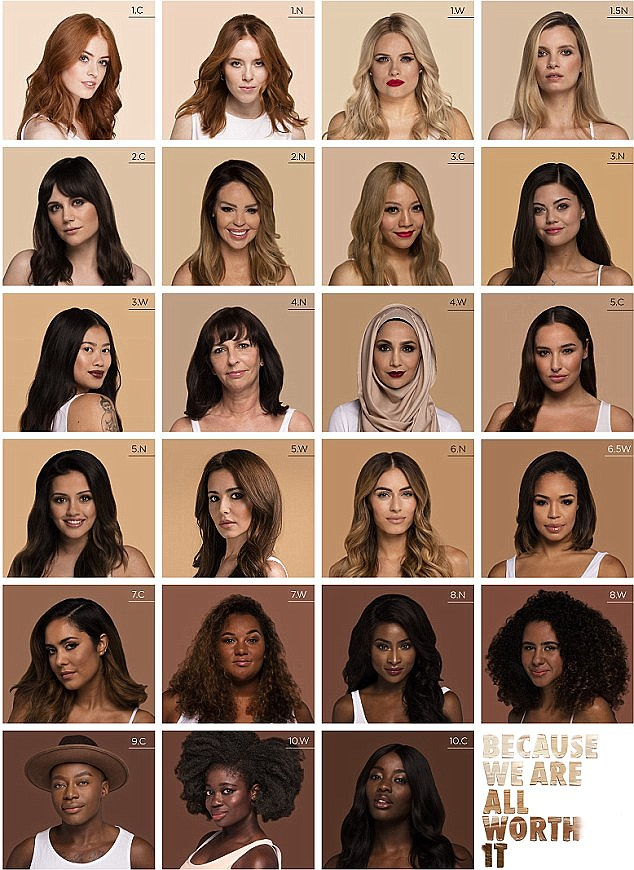 1.C
1.N
1.W
1.5N
2.C
2.N
3.C
3.N
3.W
4.N
4.W
5.C
5.N
5.W
6.N
6.5W
7.C
7.W
8.N
8.W
9.C
10.W
10.C
BECAUSE
WE ARE
ALL
WORTH
IT